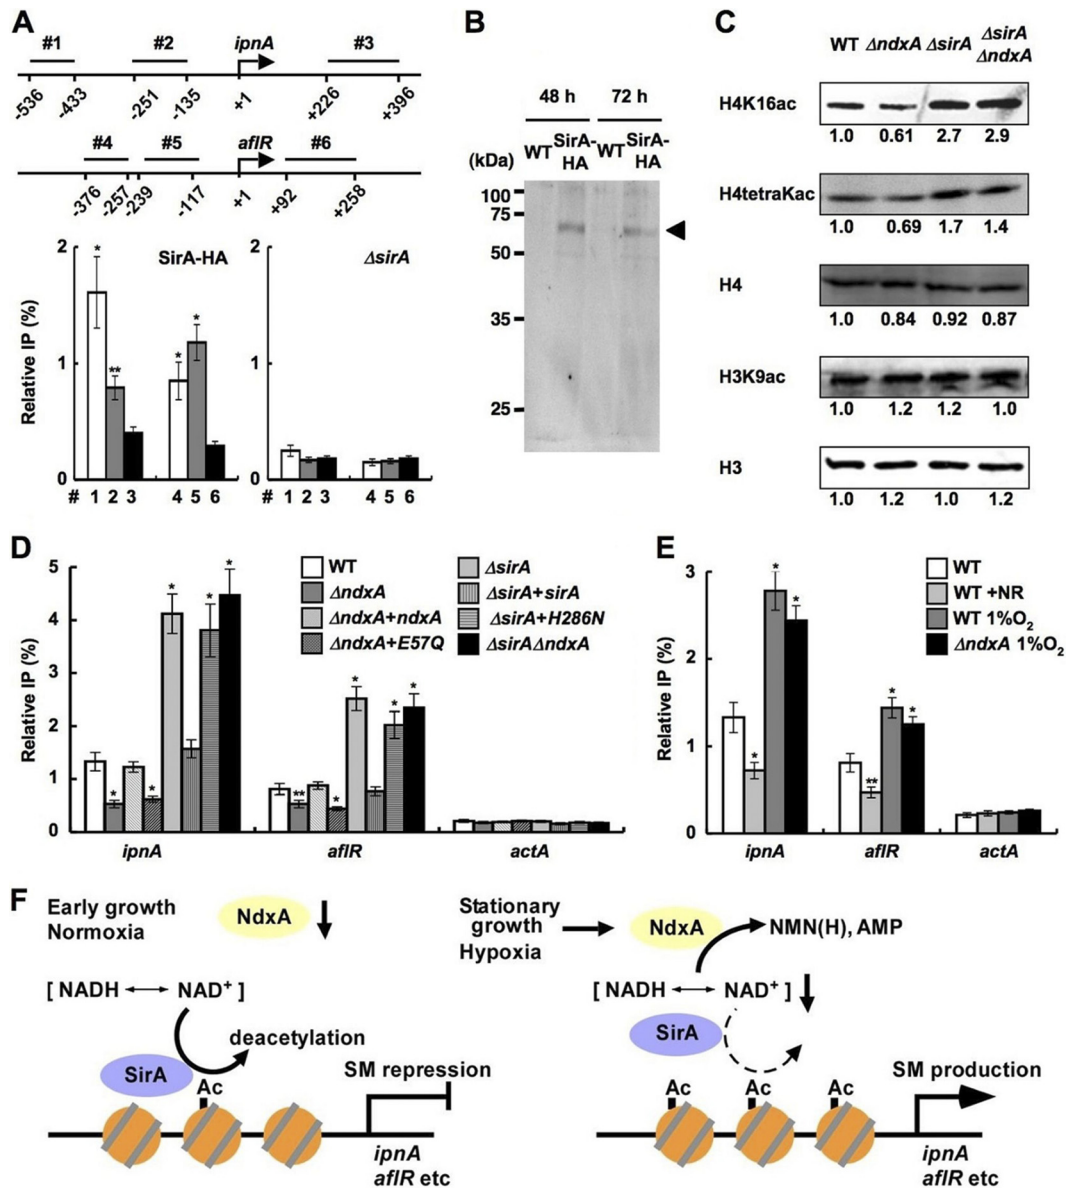 A
#1 #2 ipnA #3
-536 -433 -251 -135 +1 +226 +396
#4 #5 aflR #6
-376 -257 -239 -117 +1 +92 +258
Relative IP (%)
2
1
0
SirA-HA
* ** * *
# 1 2 3 4 5 6
2
1
0
ΔsirA
# 1 2 3 4 5 6
B
48 h 72 h
(kDa) WT SirA-HA WT SirA-HA
100
75
50
35
25
C
WT ΔndxA ΔsirA ΔsirA ΔndxA
H4K16ac
1.0 0.61 2.7 2.9
H4tetraKac
1.0 0.69 1.7 1.4
H4
1.0 0.84 0.92 0.87
H3K9ac
1.0 1.2 1.2 1.0
H3
1.0 1.2 1.0 1.2
D
Relative IP (%)
5
4
3
2
1
0
WT
ΔndxA
ΔndxA+ndxA
ΔndxA+E57Q
ΔsirA
ΔsirA+sirA
ΔsirA+H286N
ΔsirAΔndxA
* * * * *
** * * * *
ipnA aflR actA
E
Relative IP (%)
3
2
1
0
WT
WT +NR
WT 1%O2
ΔndxA 1%O2
* * *
** * *
ipnA aflR actA
F
Early growth
Normoxia
NdxA
[ NADH NAD+ ]
deacetylation
SirA
Ac
SM repression
ipnA
aflR etc
Stationary
growth
Hypoxia
NdxA
NMN(H), AMP
[ NADH NAD+ ]
SirA
Ac Ac Ac
SM production
ipnA
aflR etc